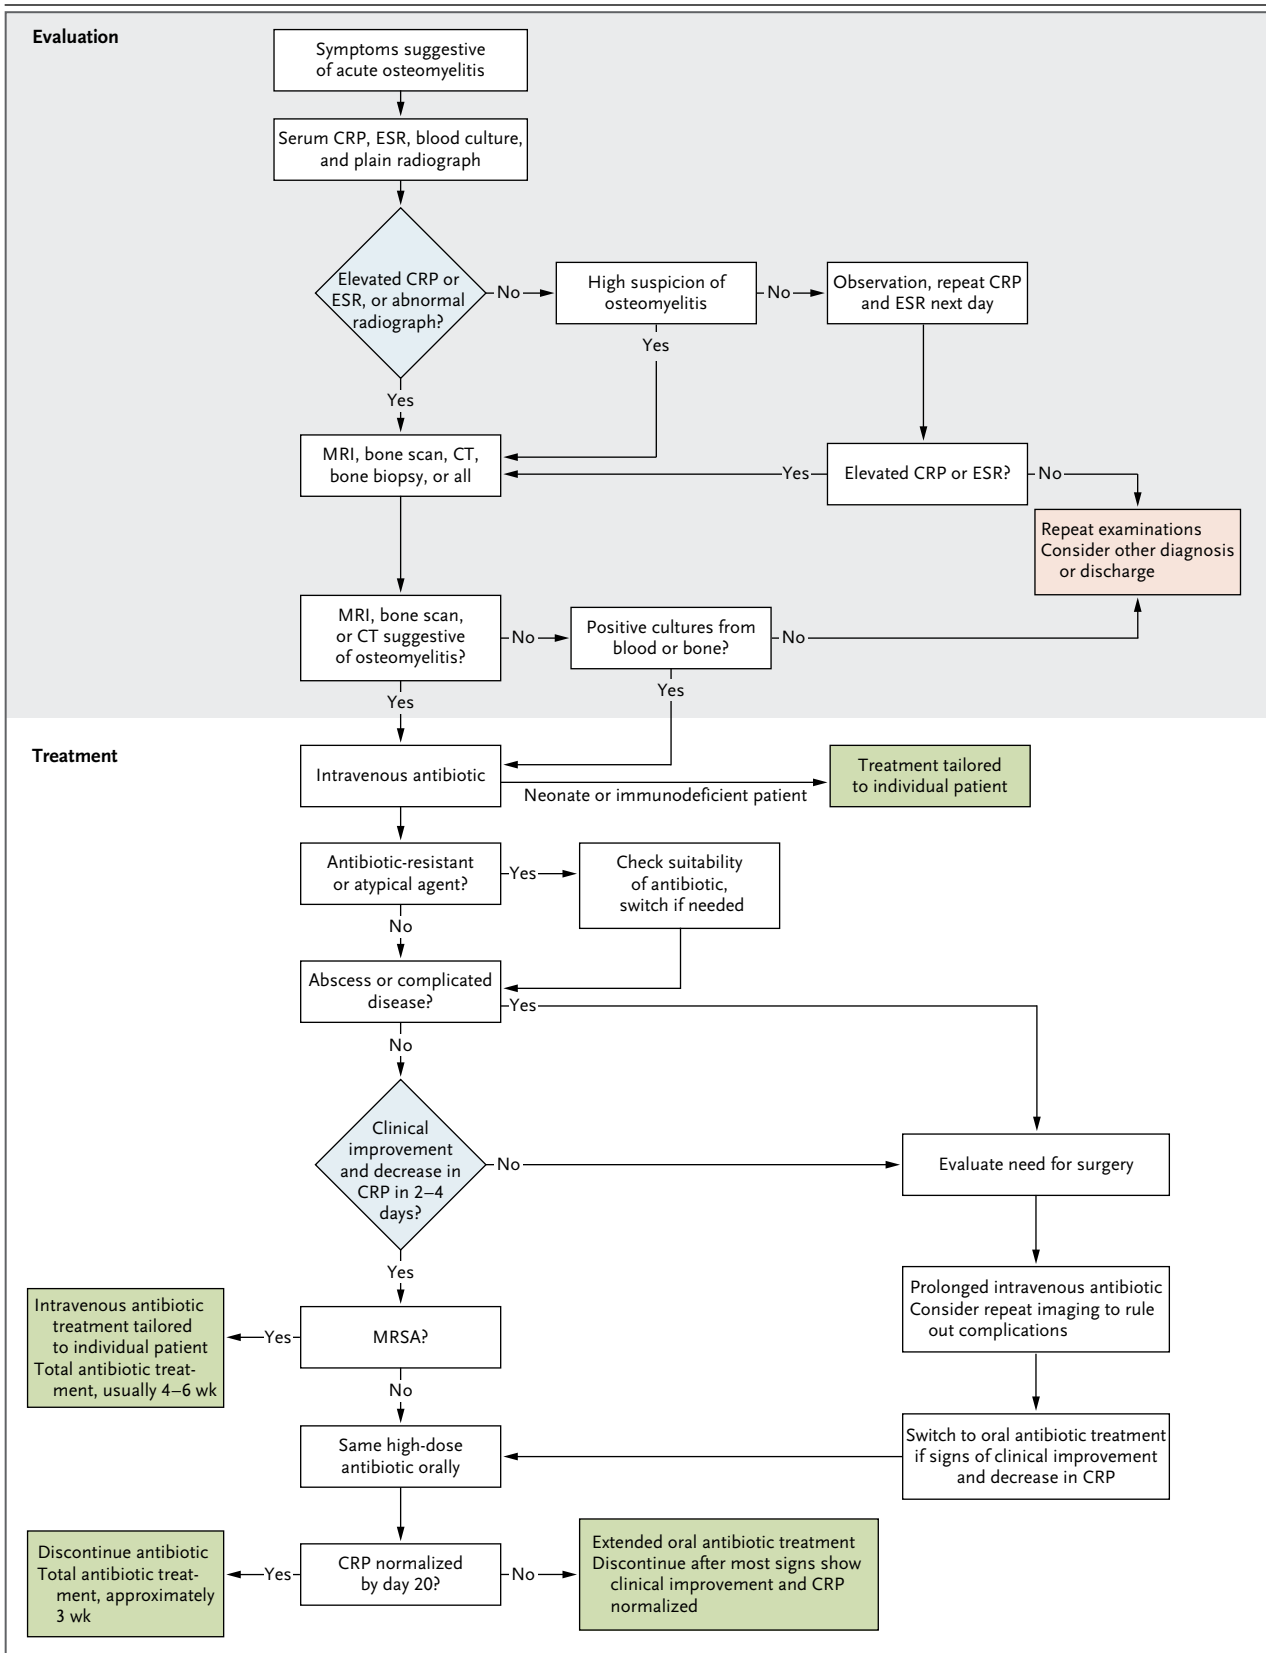 Evaluation
Symptoms suggestive
of acute osteomyelitis
Serum CRP, ESR, blood culture,
and plain radiograph
Elevated CRP or
ESR, or abnormal
radiograph?
No
High suspicion of
osteomyelitis
No
Observation, repeat CRP
and ESR next day
Yes
Yes
MRI, bone scan, CT,
bone biopsy, or all
Yes
Elevated CRP or ESR?
No
Repeat examinations
Consider other diagnosis
or discharge
MRI, bone scan,
or CT suggestive
of osteomyelitis?
No
Positive cultures from
blood or bone?
No
Yes
Yes
Treatment
Intravenous antibiotic
Neonate or immunodeficient patient
Treatment tailored
to individual patient
Antibiotic-resistant
or atypical agent?
Yes
Check suitability
of antibiotic,
switch if needed
No
Abscess or complicated
disease?
Yes
No
Clinical
improvement
and decrease in
CRP in 2–4
days?
No
Evaluate need for surgery
Yes
Prolonged intravenous antibiotic
Consider repeat imaging to rule
out complications
Intravenous antibiotic
treatment tailored
to individual patient
Total antibiotic treat-
ment, usually 4–6 wk
Yes
MRSA?
No
Same high-dose
antibiotic orally
Switch to oral antibiotic treatment
if signs of clinical improvement
and decrease in CRP
Discontinue antibiotic
Total antibiotic treat-
ment, approximately
3 wk
Yes
CRP normalized
by day 20?
No
Extended oral antibiotic treatment
Discontinue after most signs show
clinical improvement and CRP
normalized